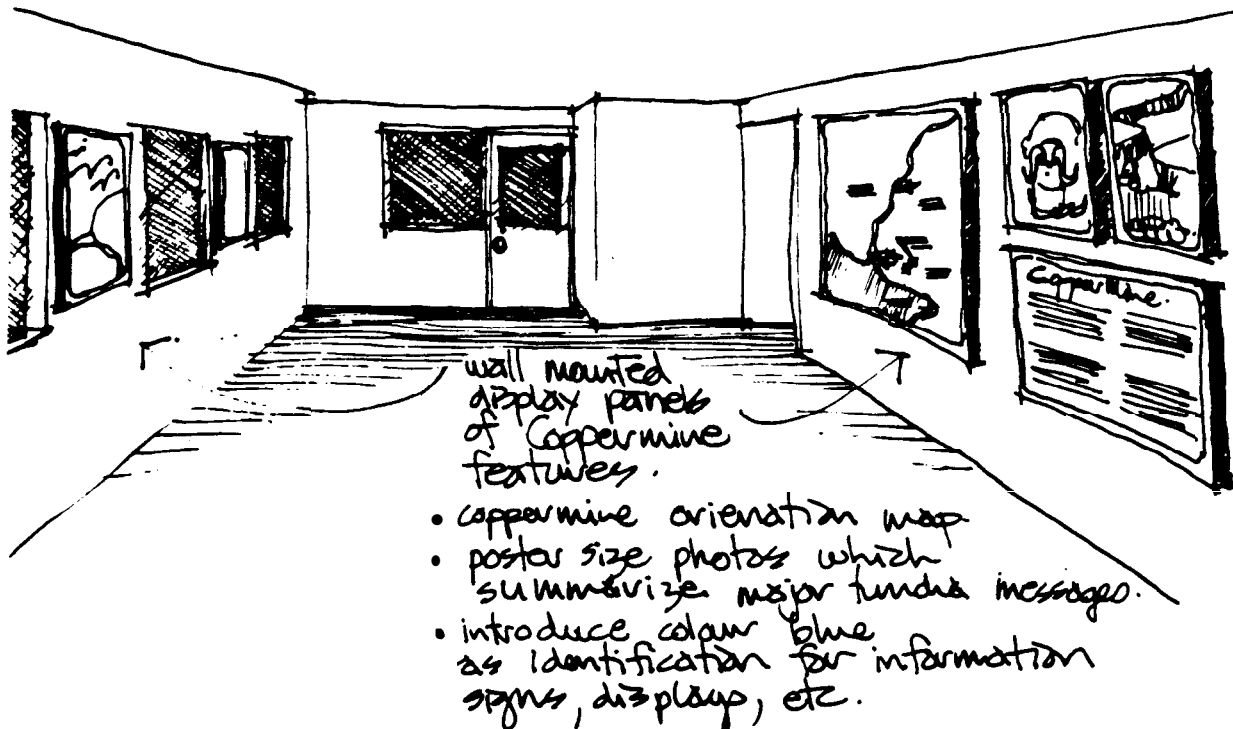 Coppermine.
wall mounted
display panels
of Coppermine
features.
• coppermine orienation map
• poster size photos which
summarize major tundra messages.
• introduce colour blue
as identification for information
signs, displays, etc.